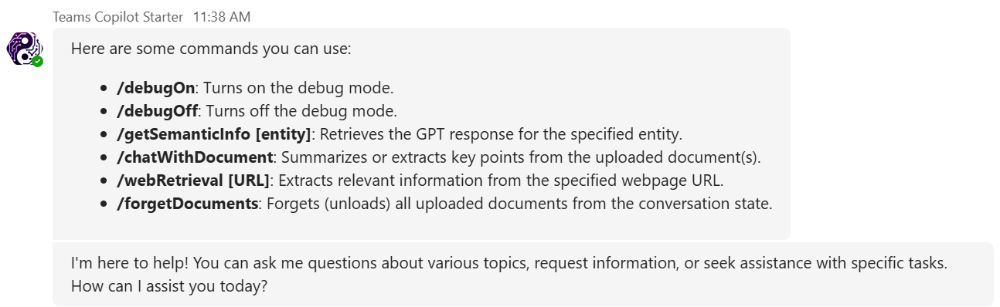 Teams Copilot Starter 11:38 AM
Here are some commands you can use:
• /debugOn: Turns on the debug mode.
• /debugOff: Turns off the debug mode.
• /getSemanticInfo [entity]: Retrieves the GPT response for the specified entity.
• /chatWithDocument: Summarizes or extracts key points from the uploaded document(s).
• /webRetrieval [URL]: Extracts relevant information from the specified webpage URL.
• /forgetDocuments: Forgets (unloads) all uploaded documents from the conversation state.
I'm here to help! You can ask me questions about various topics, request information, or seek assistance with specific tasks.
How can I assist you today?